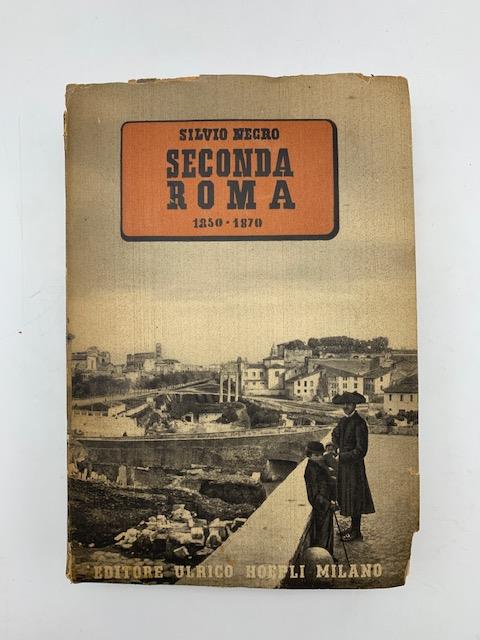 SILVIO NEGRO
SECONDA
ROMA
1850 - 1870
EDITORE ULRICO HOEPLI MILANO